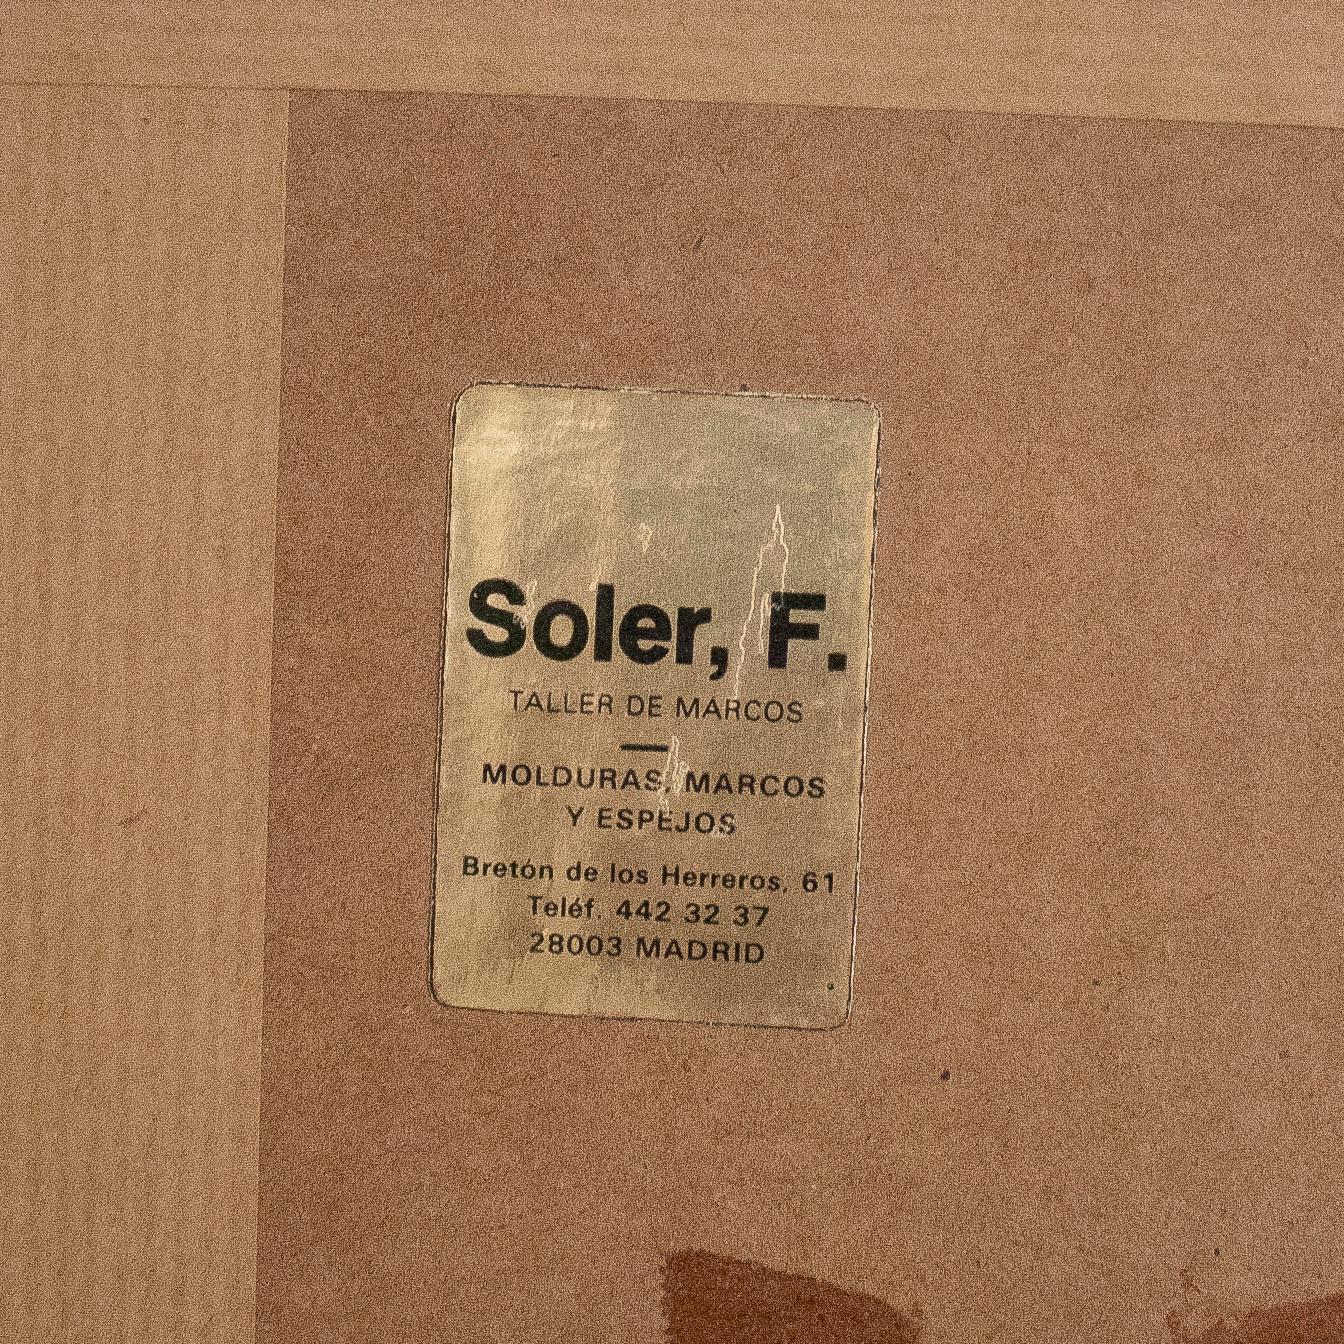 Soler, F.
TALLER DE MARCOS
MOLDURAS, MARCOS
Y ESPEJOS
Bretón de los Herreros, 61
Teléf. 442 32 37
28003 MADRID